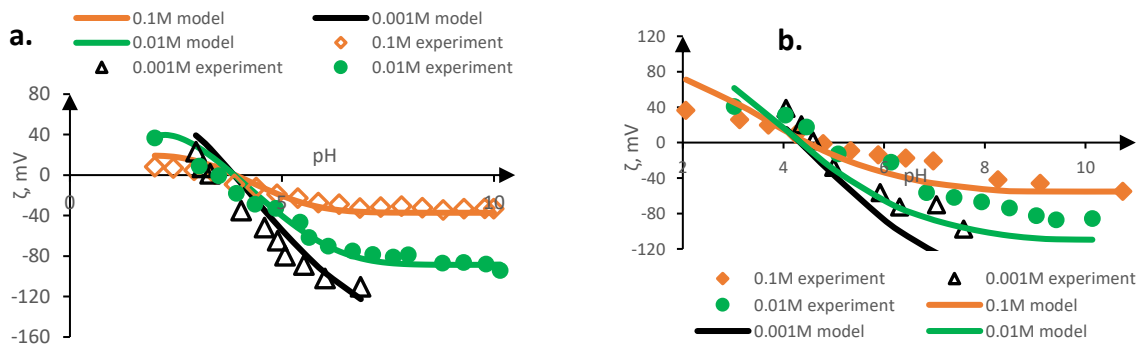 a.
0.1M model
0.001M model
0.01M model
0.1M experiment
0.001M experiment
0.01M experiment
80
40
0
-40
-80
-120
-160
ζ, mV
pH
0
5
10
b.
120
80
40
0
-40
-80
-120
ζ, mV
2
4
6
8
10
pH
0.1M experiment
0.001M experiment
0.01M experiment
0.1M model
0.001M model
0.01M model